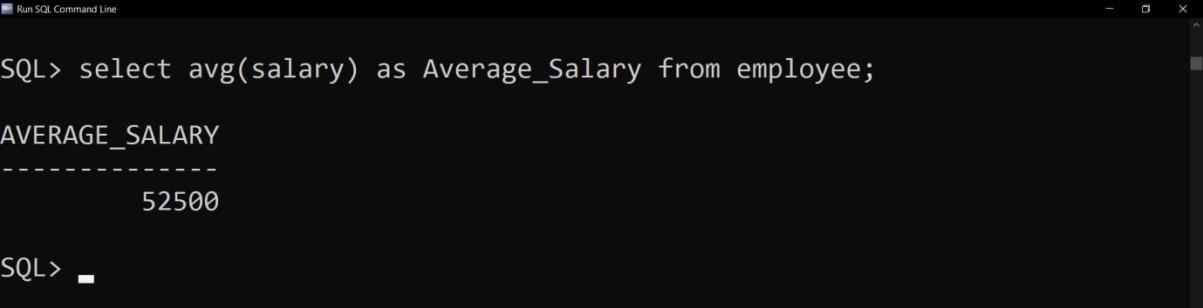 Run SQL Command Line
SQL> select avg(salary) as Average_Salary from employee;
AVERAGE_SALARY
--------------
52500
SQL>